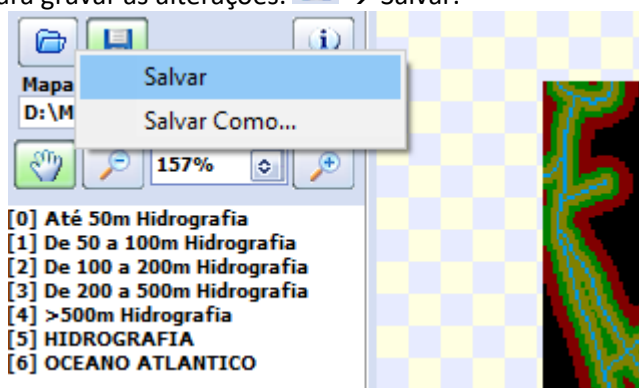 ara gravar as alterações: → Salvar.
Salvar
Mapa
D:\M
Salvar Como...
157%
[0] Até 50m Hidrografia
[1] De 50 a 100m Hidrografia
[2] De 100 a 200m Hidrografia
[3] De 200 a 500m Hidrografia
[4] >500m Hidrografia
[5] HIDROGRAFIA
[6] OCEANO ATLANTICO